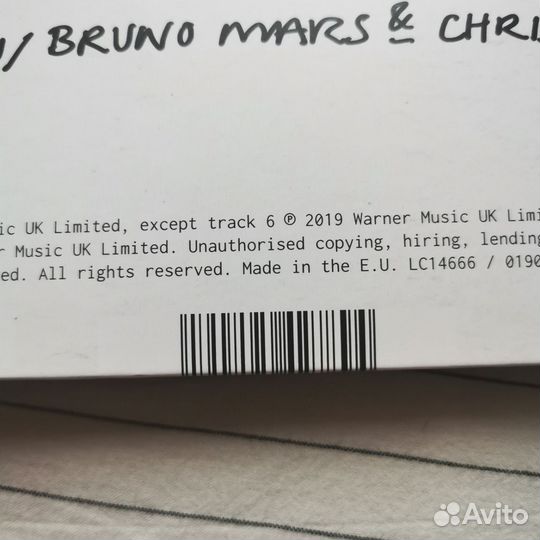 / BRUNO MARS & CHRIS
ic UK Limited, except track 6 ℗ 2019 Warner Music UK Limi
r Music UK Limited. Unauthorised copying, hiring, lending
ed. All rights reserved. Made in the E.U. LC14666 / 0190
Avito